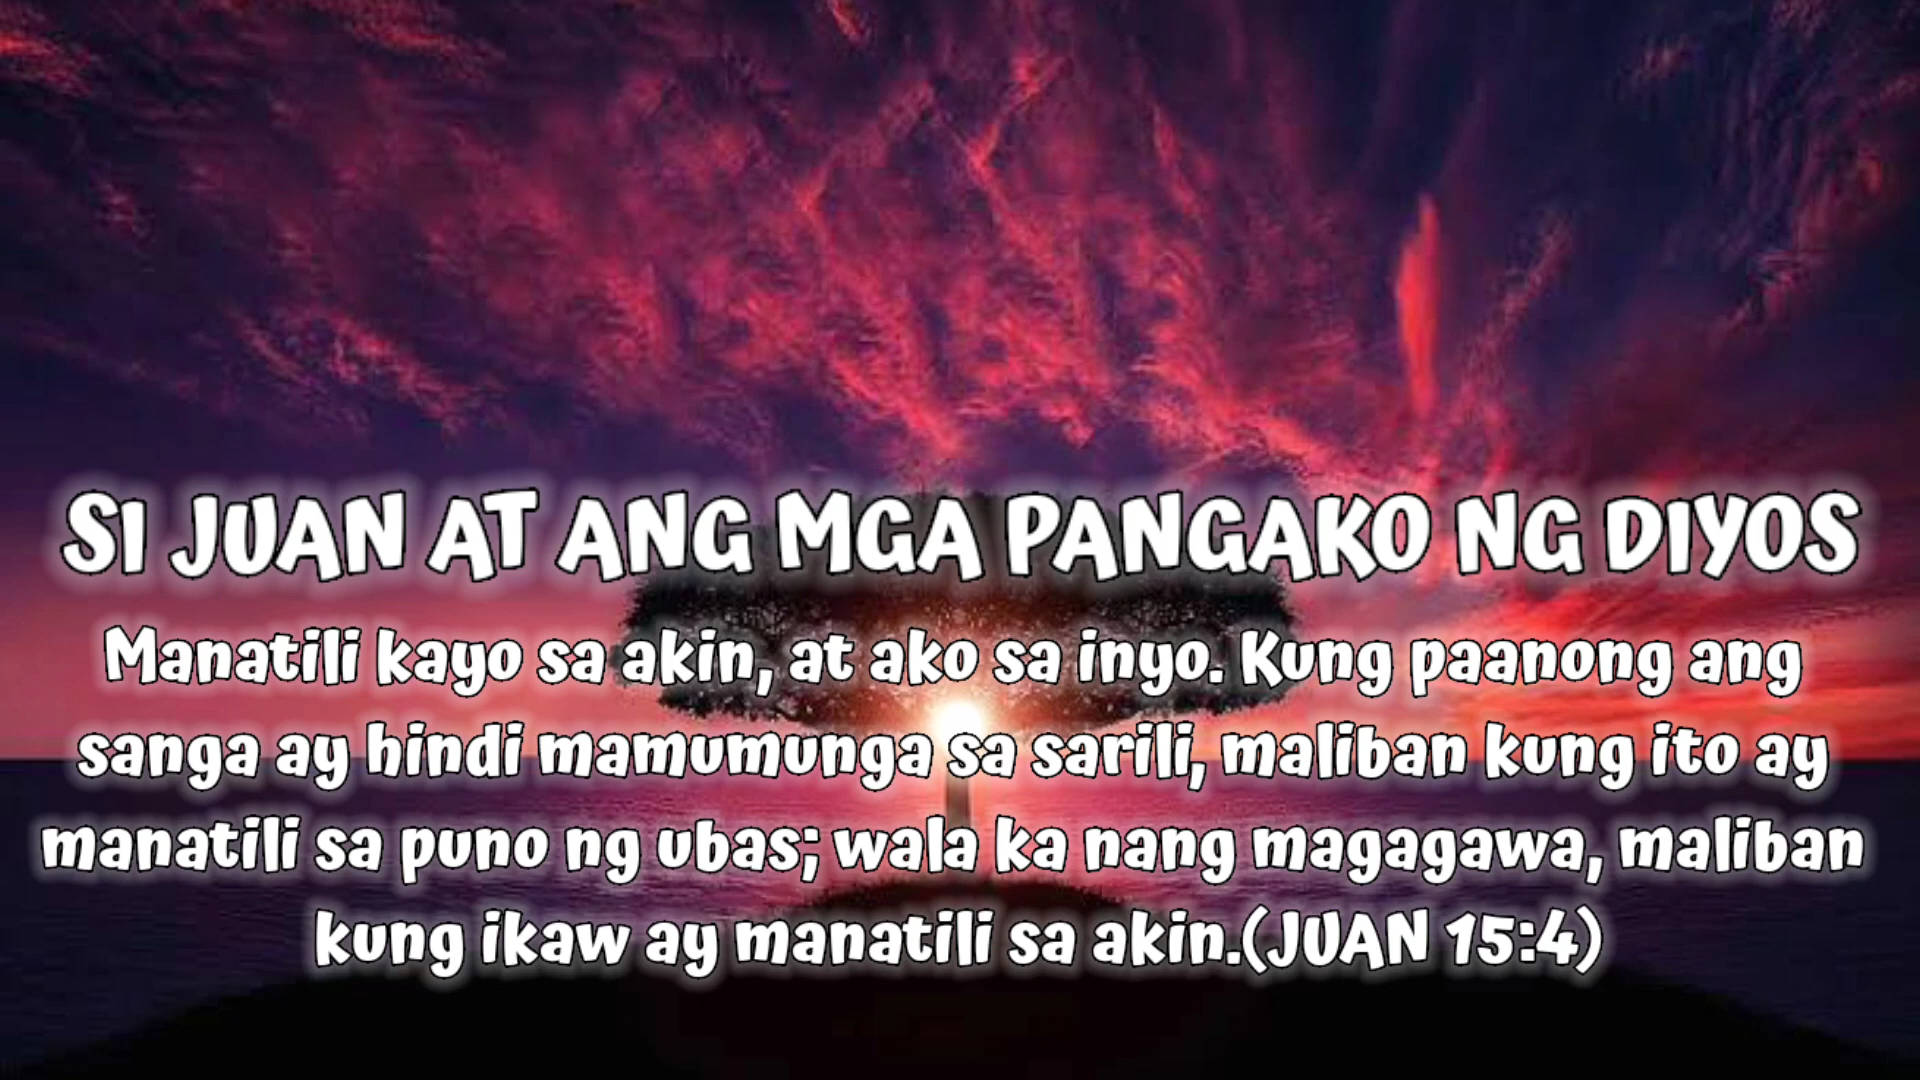 SI JUAN AT ANG MGA PANGAKO NG DIYOS
Manatili kayo sa akin, at ako sa inyo. Kung paanong ang
sanga ay hindi mamumunga sa sarili, maliban kung ito ay
manatili sa puno ng ubas; wala ka nang magagawa, maliban
kung ikaw ay manatili sa akin.(JUAN 15:4)